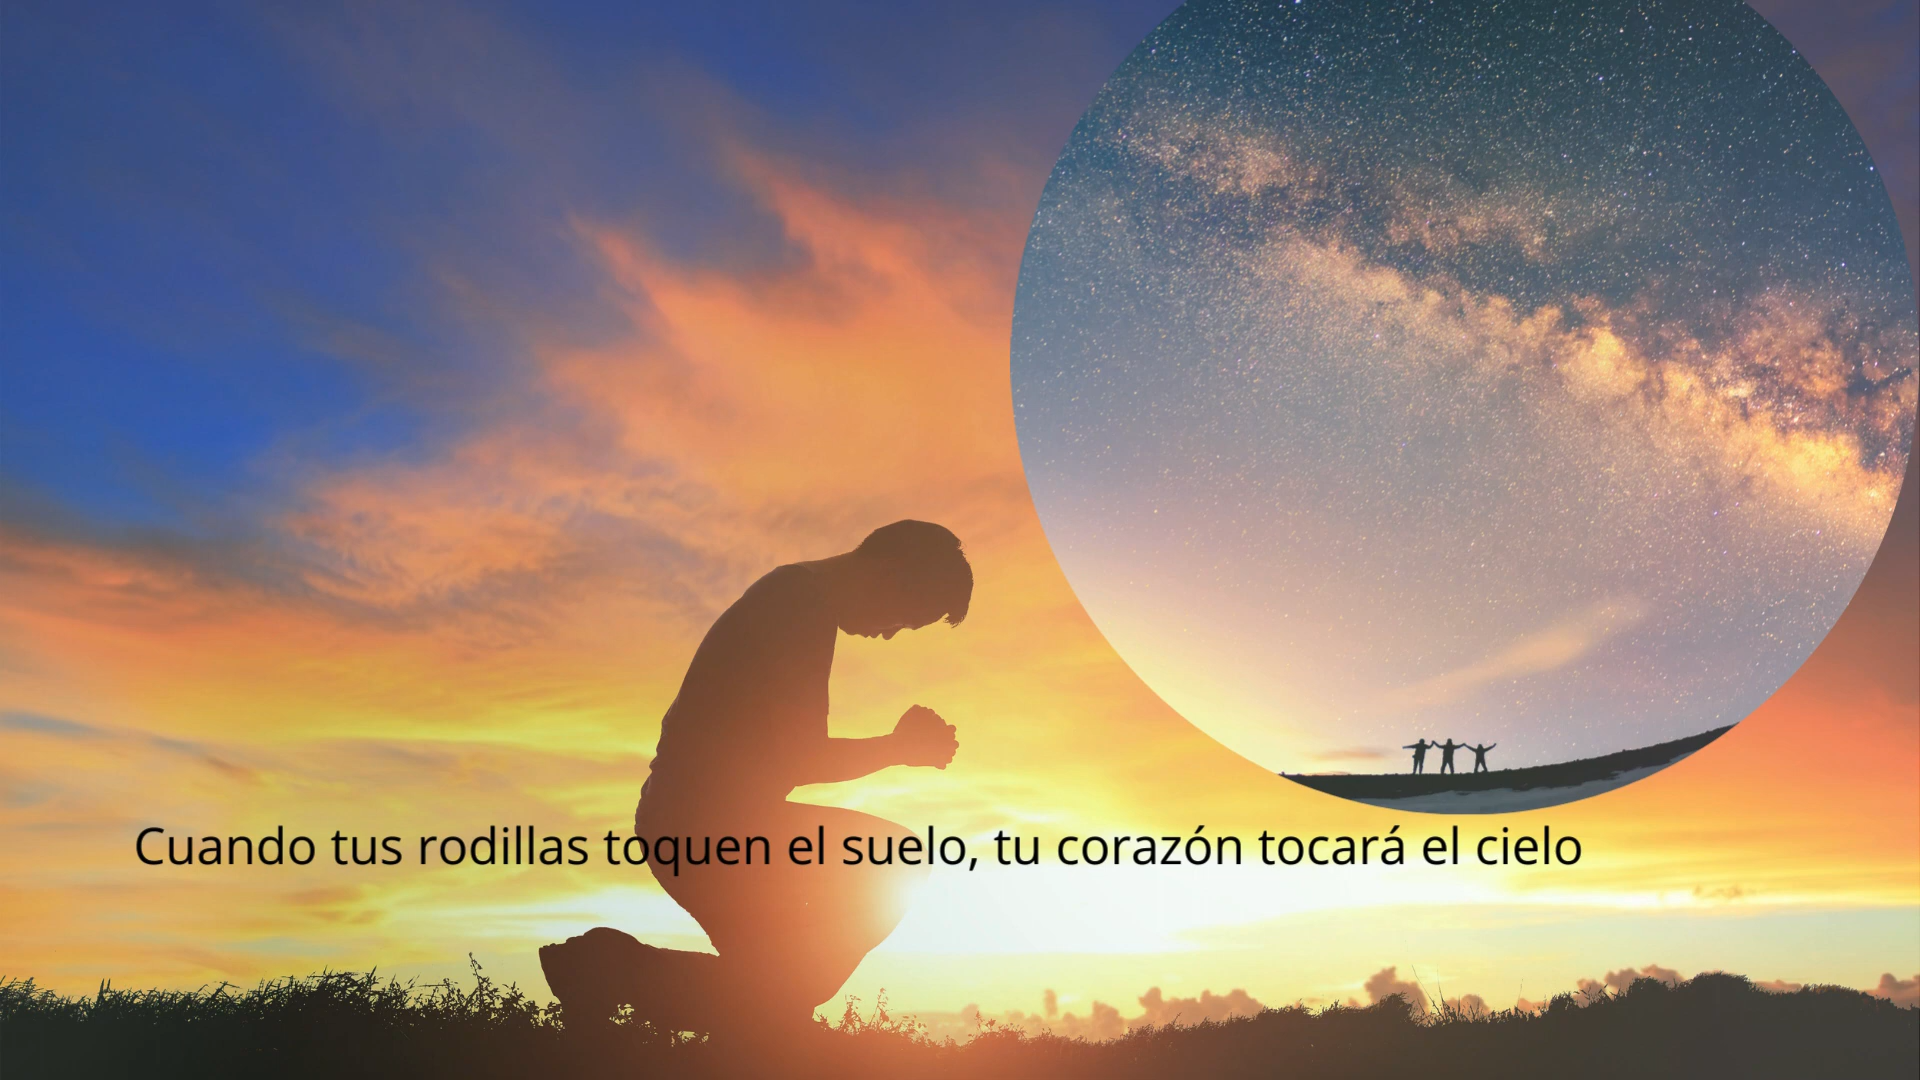 Cuando tus rodillas toquen el suelo, tu corazón tocará el cielo